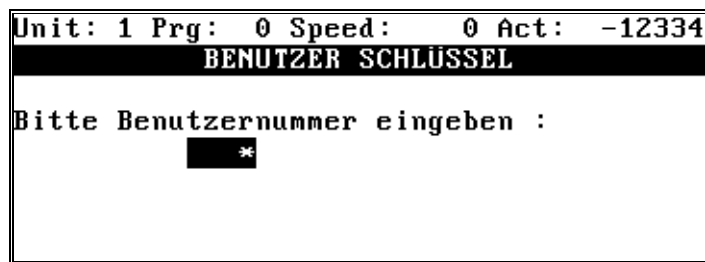 Unit: 1 Prg: 0 Speed: 0 Act: -12334
BENUTZER SCHLÜSSEL
Bitte Benutzernummer eingeben :
*